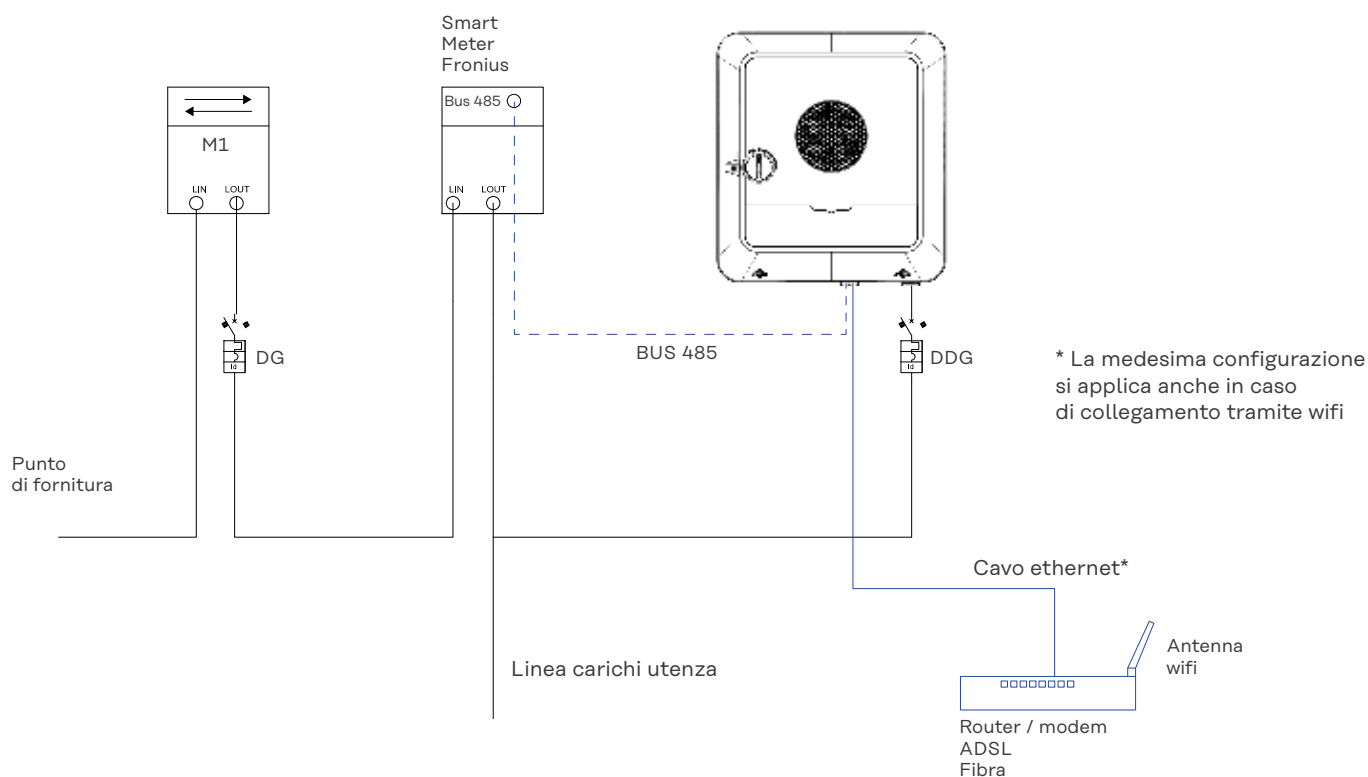 Smart
Meter
Fronius
Bus 485
M1
LIN
LOUT
LIN
LOUT
DG
Id
BUS 485
DDG
Id
* La medesima configurazione
si applica anche in caso
di collegamento tramite wifi
Punto
di fornitura
Cavo ethernet*
Linea carichi utenza
Antenna
wifi
Router / modem
ADSL
Fibra